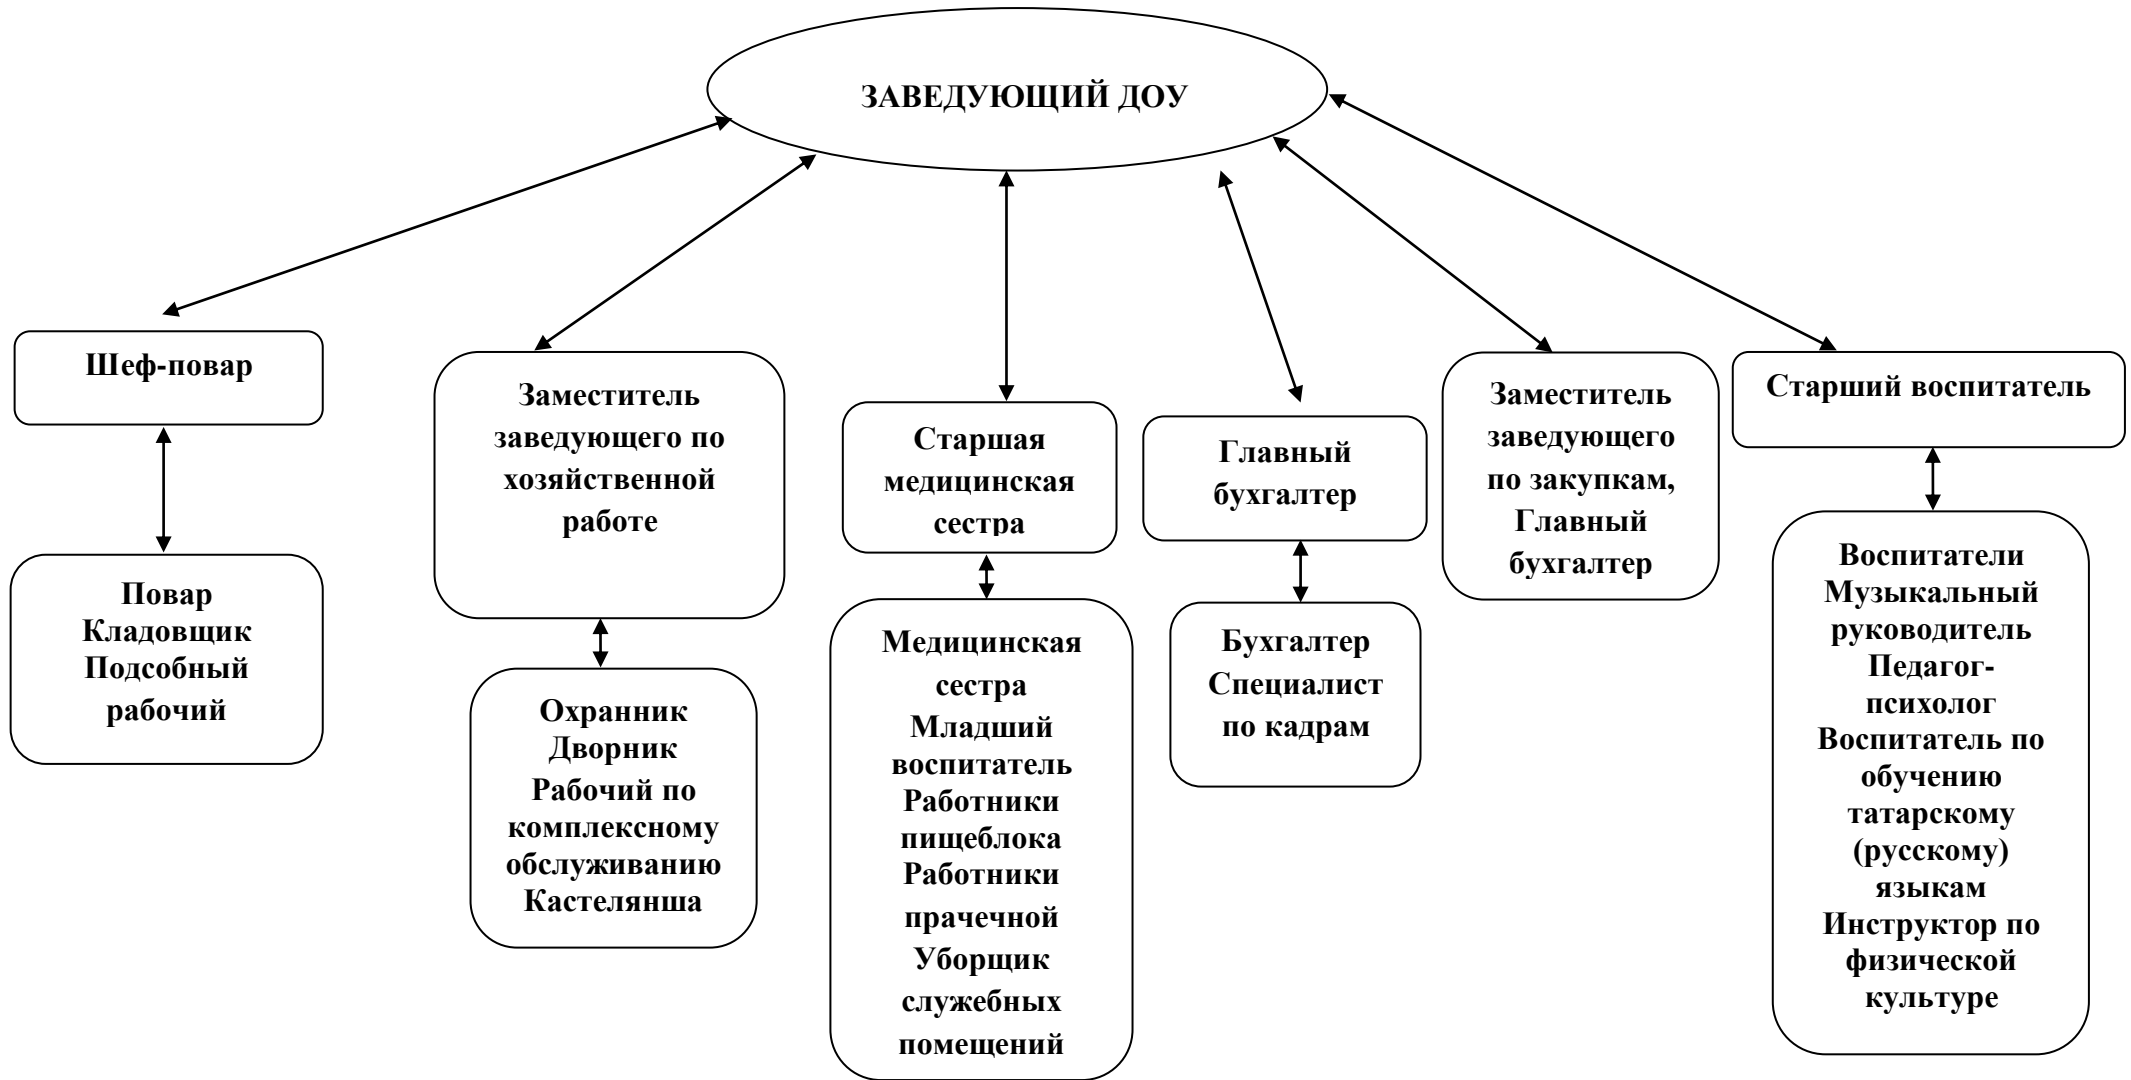 ЗАВЕДУЮЩИЙ ДОУ
Шеф-повар
Заместитель
заведующего по
хозяйственной
работе
Старшая
медицинская
сестра
Главный
бухгалтер
Заместитель
заведующего
по закупкам,
Главный
бухгалтер
Старший воспитатель
Повар
Кладовщик
Подсобный
рабочий
Охранник
Дворник
Рабочий по
комплексному
обслуживанию
Кастелянша
Медицинская
сестра
Младший
воспитатель
Работники
пищеблока
Работники
прачечной
Уборщик
служебных
помещений
Бухгалтер
Специалист
по кадрам
Воспитатели
Музыкальный
руководитель
Педагог-
психолог
Воспитатель по
обучению
татарскому
(русскому)
языкам
Инструктор по
физической
культуре